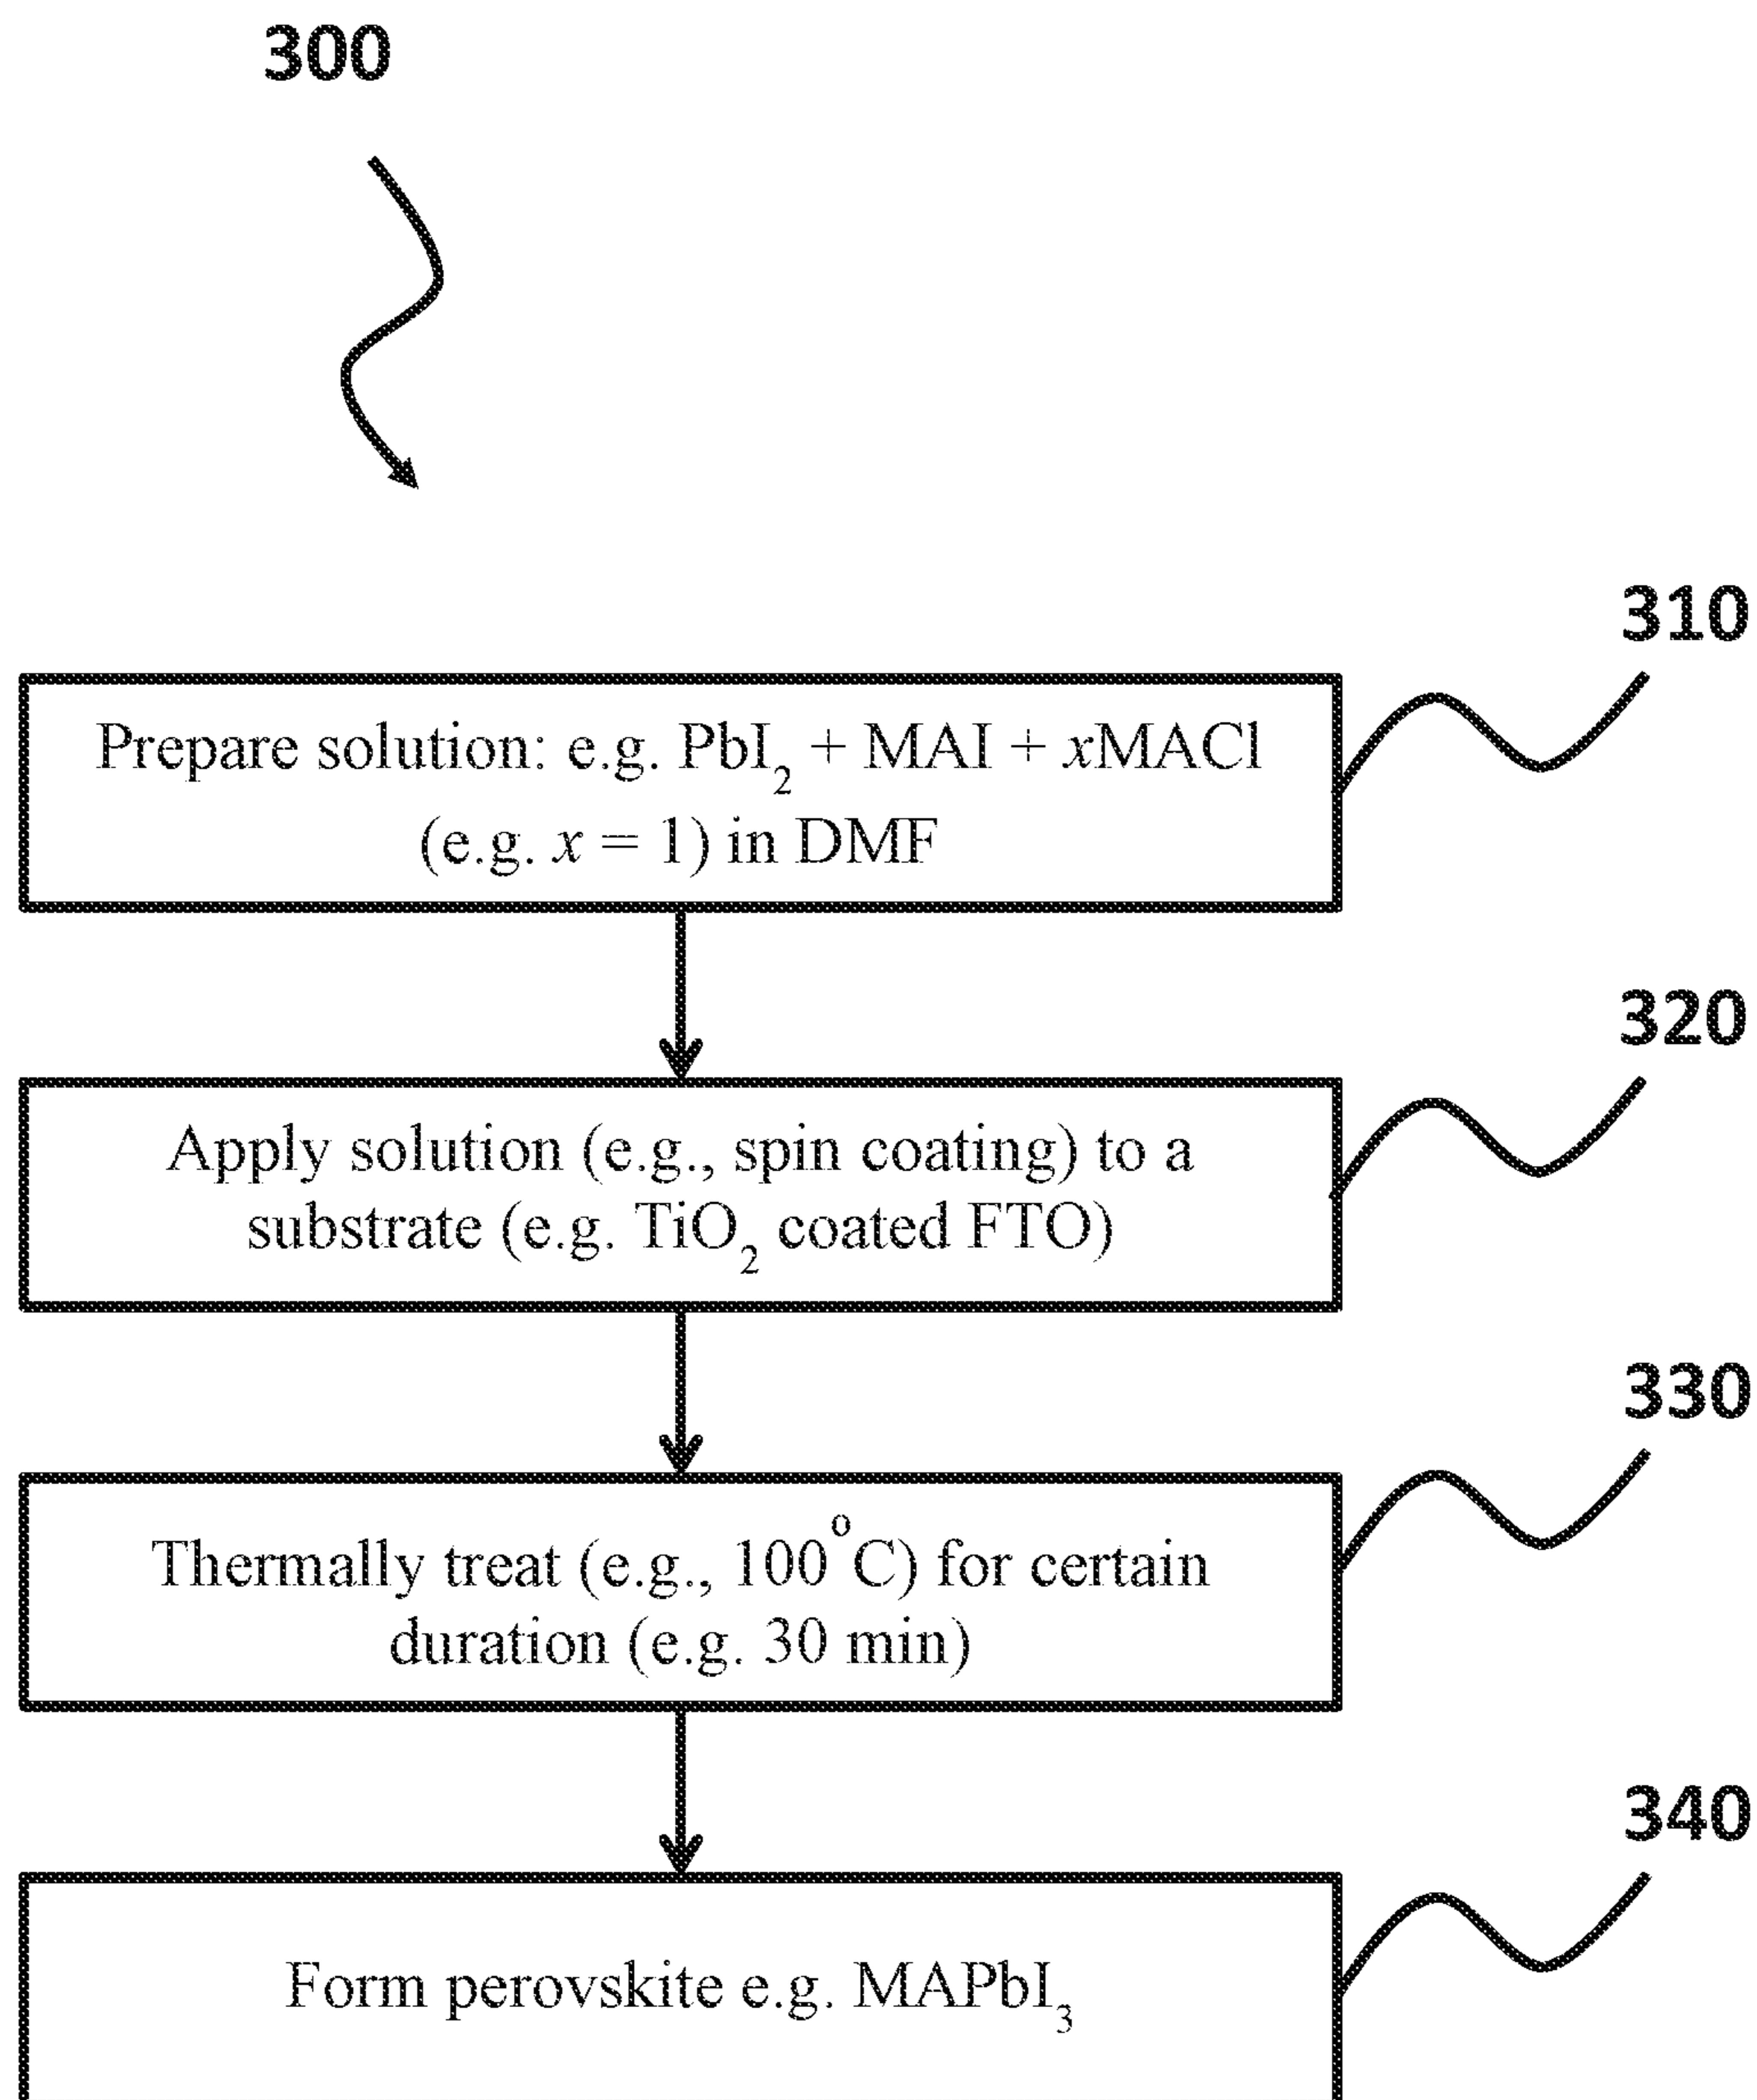 300
310
Prepare solution: e.g. PbI₂ + MAI + xMACl
(e.g. x = 1) in DMF
320
Apply solution (e.g., spin coating) to a
substrate (e.g. TiO₂ coated FTO)
330
Thermally treat (e.g., 100°C) for certain
duration (e.g. 30 min)
340
Form perovskite e.g. MAPbI₃